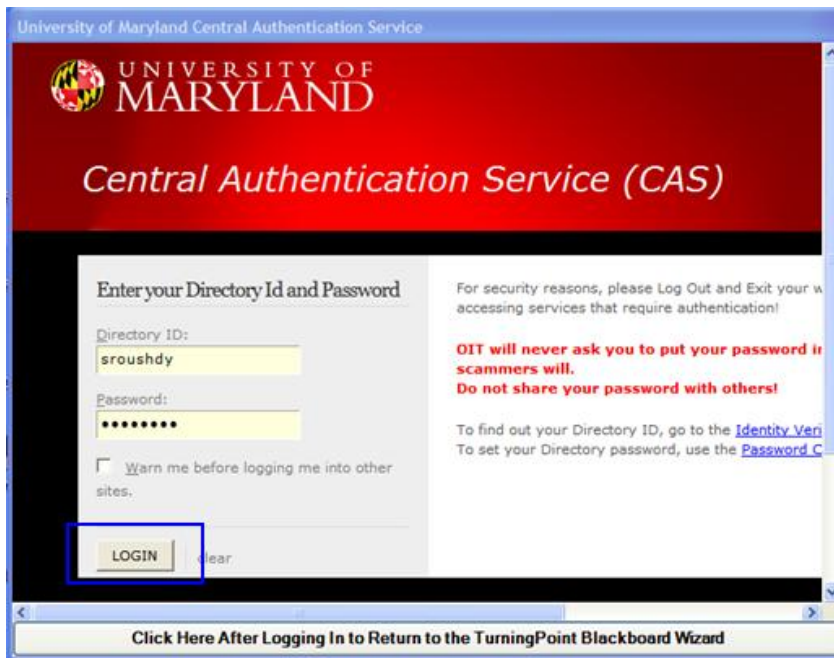 University of Maryland Central Authentication Service
UNIVERSITY OF
MARYLAND
Central Authentication Service (CAS)
Enter your Directory Id and Password
Directory ID:
sroushdy
Password:
••••••••
Warn me before logging me into other
sites.
LOGIN
clear
For security reasons, please Log Out and Exit your w
accessing services that require authentication!
OIT will never ask you to put your password in
scammers will.
Do not share your password with others!
To find out your Directory ID, go to the Identity Veri
To set your Directory password, use the Password C
Click Here After Logging In to Return to the TurningPoint Blackboard Wizard